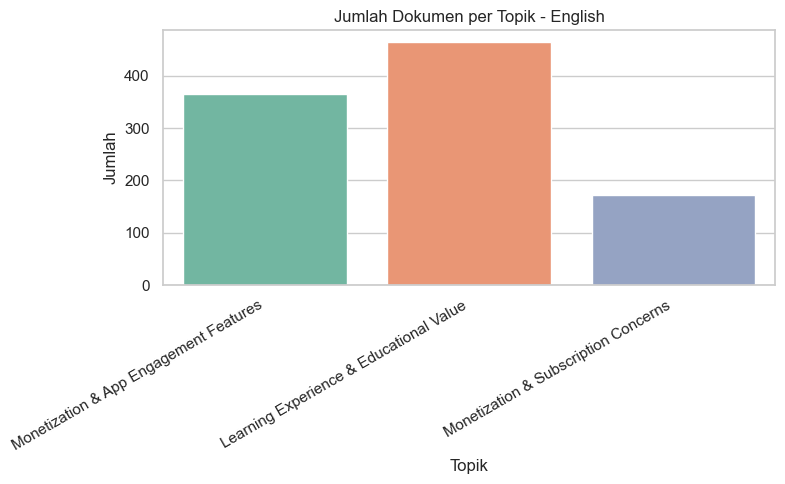 Jumlah Dokumen per Topik - English
Jumlah
400
300
200
100
0
Monetization & App Engagement Features
Learning Experience & Educational Value
Monetization & Subscription Concerns
Topik